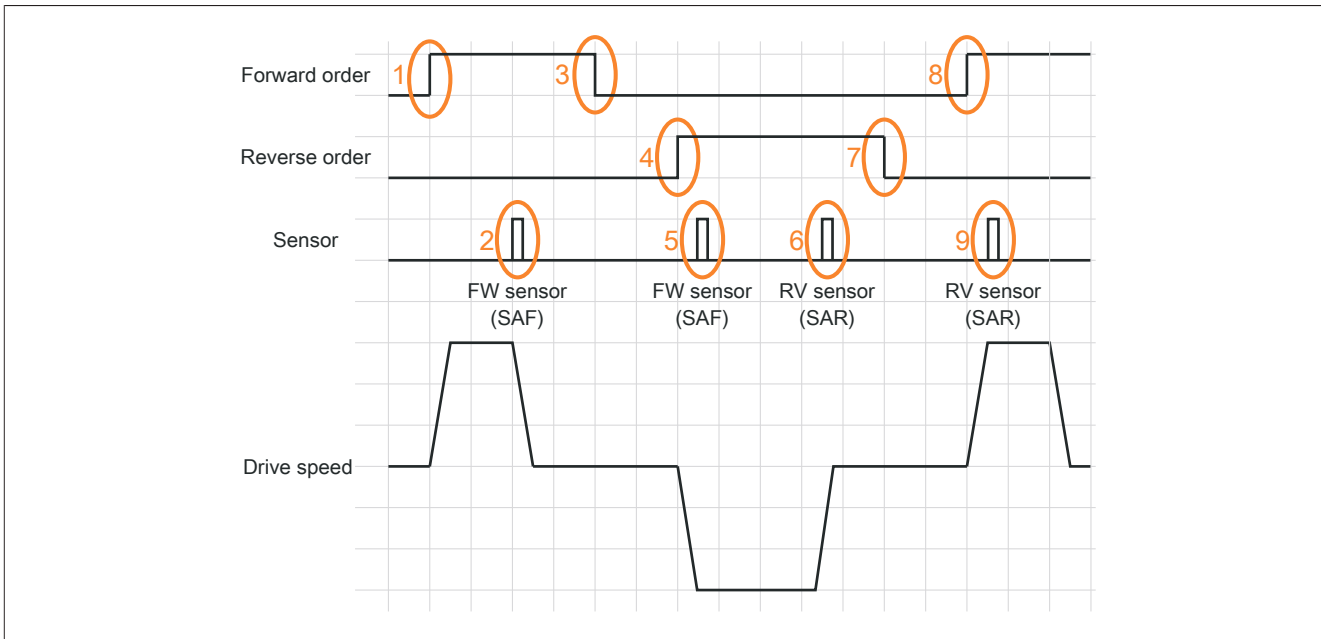 Forward order
1
3
8
Reverse order
4
7
Sensor
2
5
6
9
FW sensor
(SAF)
FW sensor
(SAF)
RV sensor
(SAR)
RV sensor
(SAR)
Drive speed